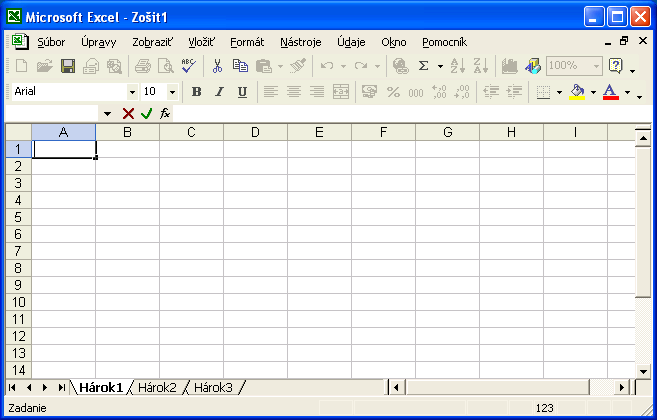 Microsoft Excel - Zošit1
Súbor Úpravy Zobraziť Vložiť Formát Nástroje Údaje Okno Pomocník
100%
Arial 10 B I U % 000
fx
A B C D E F G H I
1
2
3
4
5
6
7
8
9
10
11
12
13
14
Hárok1 Hárok2 Hárok3
Zadanie 123